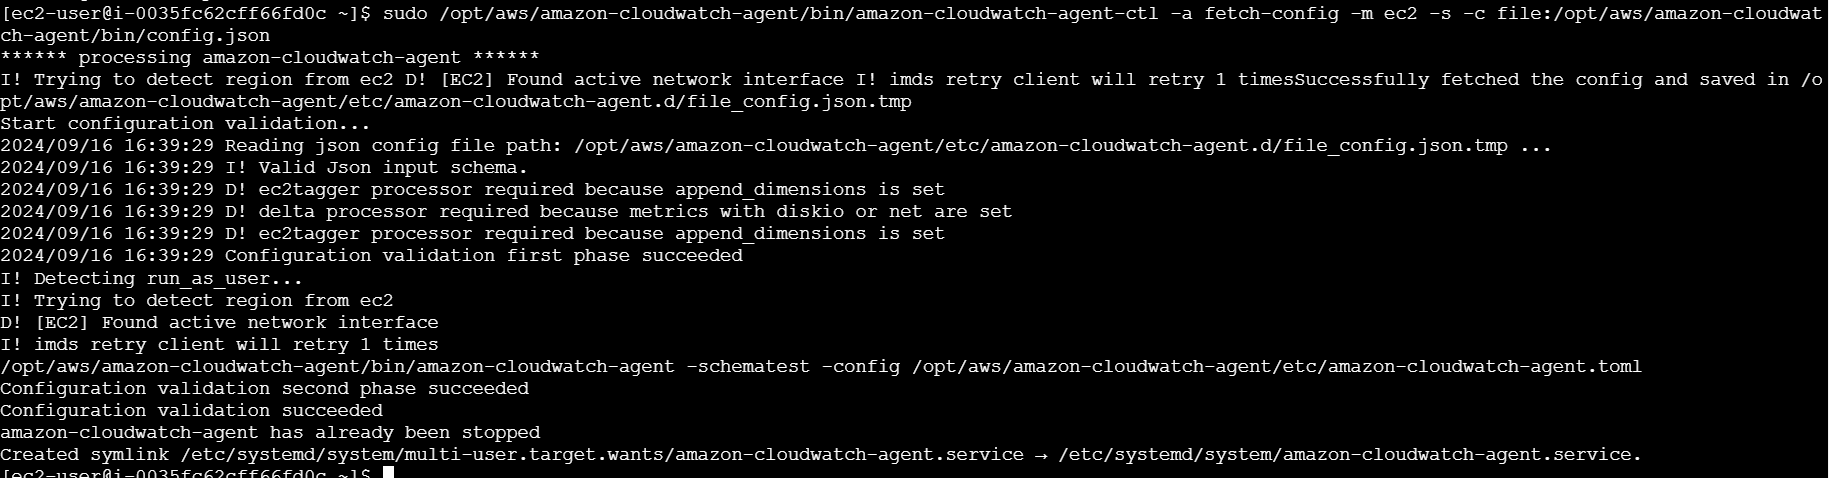 [ec2-user@i-0035fc62cff66fd0c ~]$ sudo /opt/aws/amazon-cloudwatch-agent/bin/amazon-cloudwatch-agent-ctl -a fetch-config -m ec2 -s -c file:/opt/aws/amazon-cloudwat
ch-agent/bin/config.json
****** processing amazon-cloudwatch-agent ******
I! Trying to detect region from ec2 D! [EC2] Found active network interface I! imds retry client will retry 1 timesSuccessfully fetched the config and saved in /o
pt/aws/amazon-cloudwatch-agent/etc/amazon-cloudwatch-agent.d/file_config.json.tmp
Start configuration validation...
2024/09/16 16:39:29 Reading json config file path: /opt/aws/amazon-cloudwatch-agent/etc/amazon-cloudwatch-agent.d/file_config.json.tmp ...
2024/09/16 16:39:29 I! Valid Json input schema.
2024/09/16 16:39:29 D! ec2tagger processor required because append_dimensions is set
2024/09/16 16:39:29 D! delta processor required because metrics with diskio or net are set
2024/09/16 16:39:29 D! ec2tagger processor required because append_dimensions is set
2024/09/16 16:39:29 Configuration validation first phase succeeded
I! Detecting run_as_user...
I! Trying to detect region from ec2
D! [EC2] Found active network interface
I! imds retry client will retry 1 times
/opt/aws/amazon-cloudwatch-agent/bin/amazon-cloudwatch-agent -schematest -config /opt/aws/amazon-cloudwatch-agent/etc/amazon-cloudwatch-agent.toml
Configuration validation second phase succeeded
Configuration validation succeeded
amazon-cloudwatch-agent has already been stopped
Created symlink /etc/systemd/system/multi-user.target.wants/amazon-cloudwatch-agent.service → /etc/systemd/system/amazon-cloudwatch-agent.service.
[ec2-user@i-0035fc62cff66fd0c ~]$